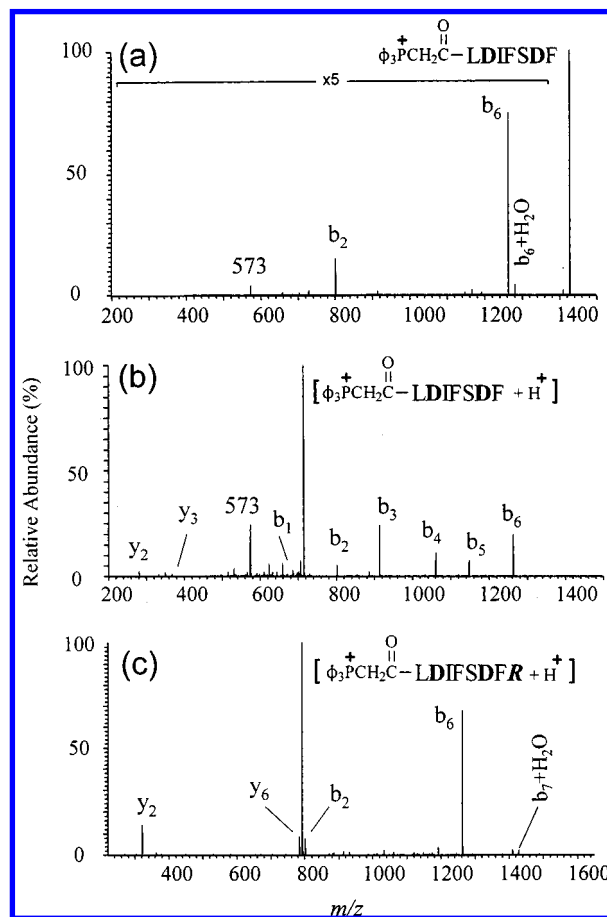 Relative Abundance (%)
(a)
O
ϕ₃P⁺CH₂C–LDIFSDF
x5
100
50
0
573
b₂
b₆
b₆+H₂O
200 400 600 800 1000 1200 1400
(b)
O
[ϕ₃P⁺CH₂C–LDIFSDF + H⁺]
100
50
0
y₂
y₃
573
b₁
b₂
b₃
b₄
b₅
b₆
200 400 600 800 1000 1200 1400
(c)
O
[ϕ₃P⁺CH₂C–LDIFSDFR + H⁺]
100
50
0
y₂
y₆
b₂
b₆
b₇+H₂O
400 600 800 1000 1200 1400 1600
m/z